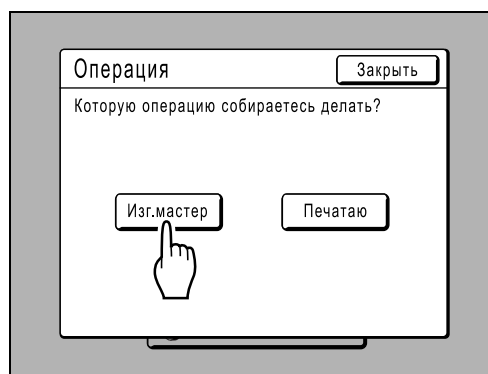 Операция
Закрыть
Которую операцию собираетесь делать?
Изг.мастер
Печатаю